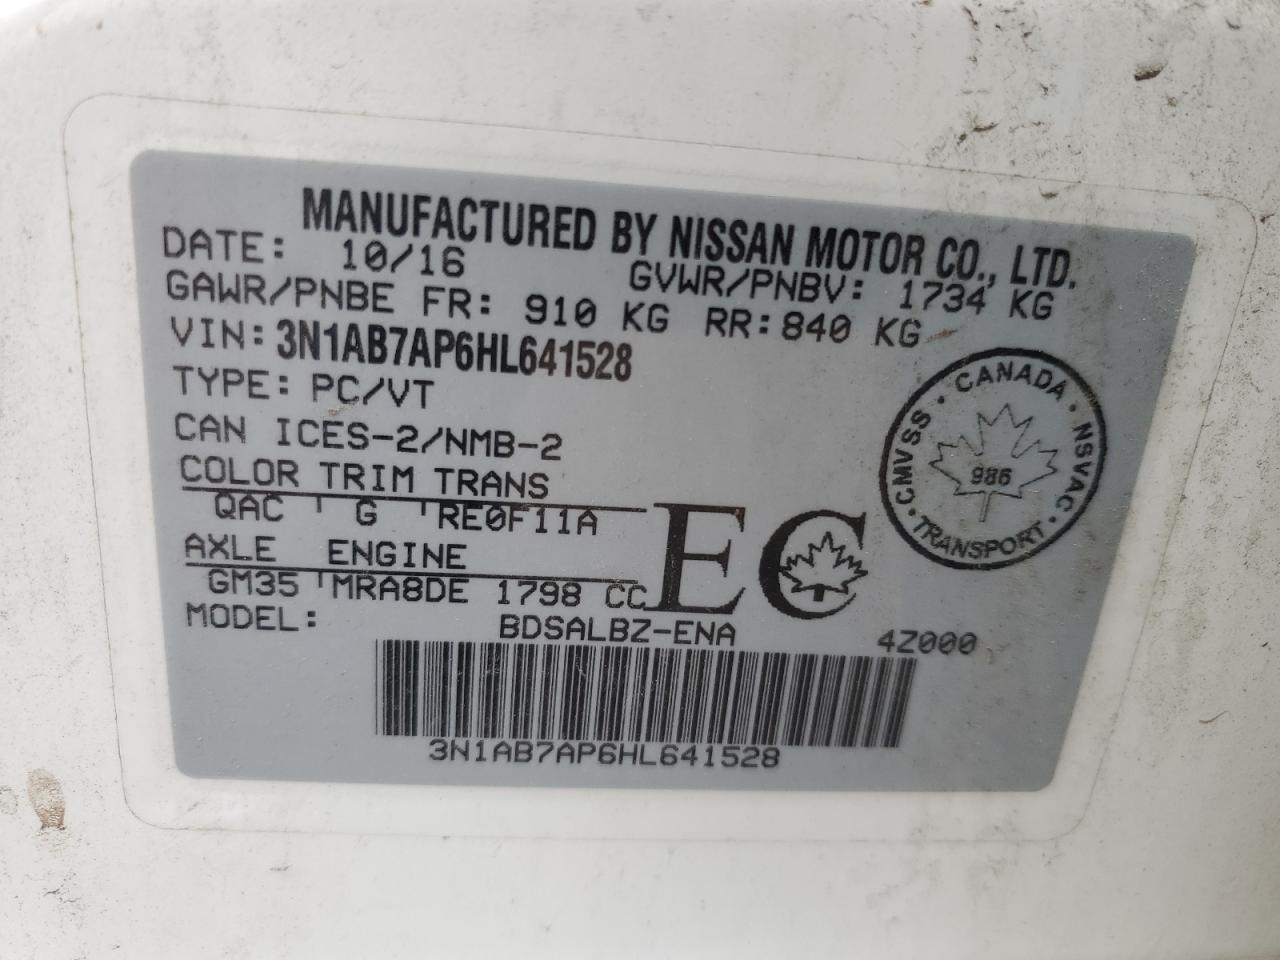 MANUFACTURED BY NISSAN MOTOR CO., LTD.
DATE: 10/16 GVWR/PNBV: 1734 KG
GAWR/PNBE FR: 910 KG RR: 840 KG
VIN: 3N1AB7AP6HL641528
TYPE: PC/VT
CAN ICES-2/NMB-2
COLOR TRIM TRANS
QAC G RE0F11A
AXLE ENGINE
GM35 MRA8DE 1798 CC
EC
CANADA · NSVAC · TRANSPORT · CMVSS ·
986
MODEL: BDSALBZ-ENA 4Z000
3N1AB7AP6HL641528